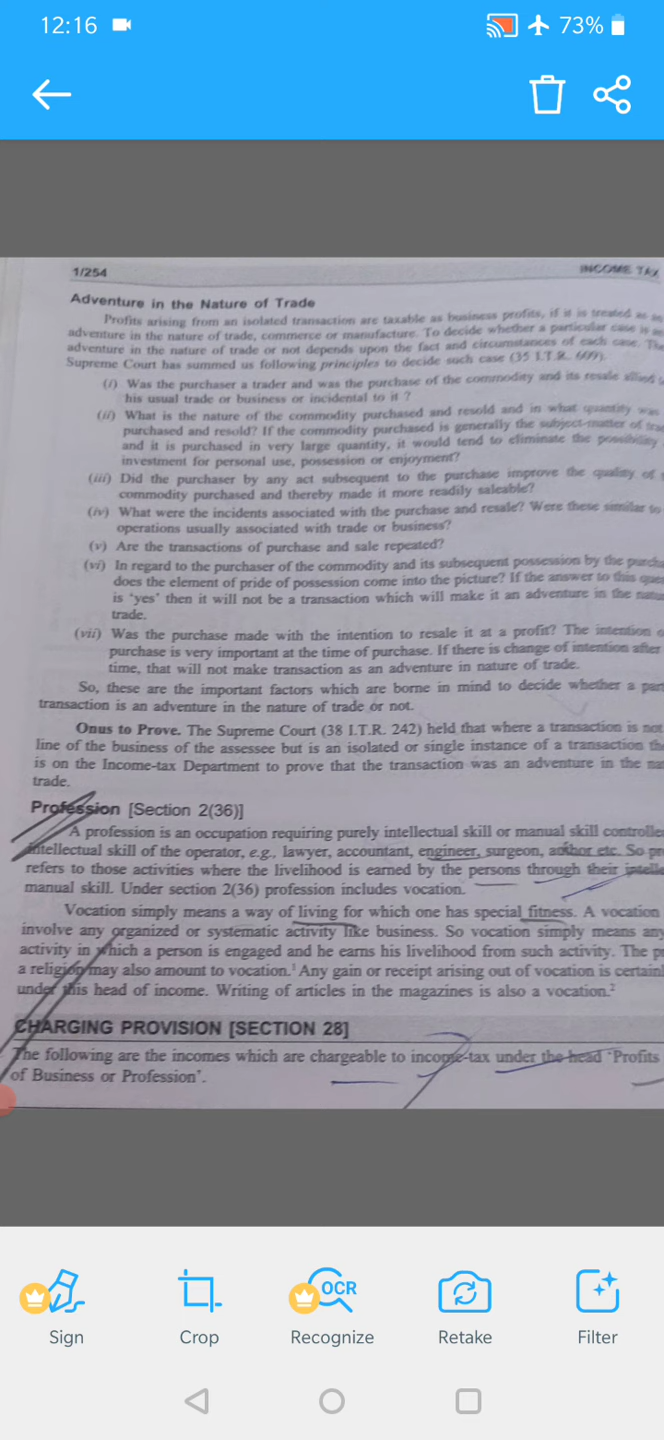 12:16 73%
1/254 INCOME TAX
Adventure in the Nature of Trade
Profits arising from an isolated transaction are taxable as business profits, if it is treated as an
adventure in the nature of trade, commerce or manufacture. To decide whether a particular case is an
adventure in the nature of trade or not depends upon the fact and circumstances of each case. The
Supreme Court has summed us following principles to decide such case (35 I.T.R. 609).
(i) Was the purchaser a trader and was the purchase of the commodity and its resale allied
his usual trade or business or incidental to it ?
(ii) What is the nature of the commodity purchased and resold and in what quantity was
purchased and resold? If the commodity purchased is generally the subject-matter of
and it is purchased in very large quantity, it would tend to eliminate the possibility
investment for personal use, possession or enjoyment?
(iii) Did the purchaser by any act subsequent to the purchase improve the quality of
commodity purchased and thereby made it more readily saleable?
(iv) What were the incidents associated with the purchase and resale? Were these similar to
operations usually associated with trade or business?
(v) Are the transactions of purchase and sale repeated?
(vi) In regard to the purchaser of the commodity and its subsequent possession by the
does the element of pride of possession come into the picture? If the answer to this
is 'yes' then it will not be a transaction which will make it an adventure in the
trade.
(vii) Was the purchase made with the intention to resale it at a profit? The intention
purchase is very important at the time of purchase. If there is change of intention after
time, that will not make transaction as an adventure in nature of trade.
So, these are the important factors which are borne in mind to decide whether a
transaction is an adventure in the nature of trade or not.
Onus to Prove. The Supreme Court (38 I.T.R. 242) held that where a transaction is not
line of the business of the assessee but is an isolated or single instance of a transaction
is on the Income-tax Department to prove that the transaction was an adventure in the
trade.
Profession [Section 2(36)]
A profession is an occupation requiring purely intellectual skill or manual skill
intellectual skill of the operator, e.g., lawyer, accountant, engineer, surgeon, author etc. So
refers to those activities where the livelihood is earned by the persons through their
manual skill. Under section 2(36) profession includes vocation.
Vocation simply means a way of living for which one has special fitness. A vocation
involve any organized or systematic activity like business. So vocation simply means any
activity in which a person is engaged and he earns his livelihood from such activity. The
a religion may also amount to vocation.¹ Any gain or receipt arising out of vocation is
under this head of income. Writing of articles in the magazines is also a vocation.²
CHARGING PROVISION [SECTION 28]
The following are the incomes which are chargeable to income-tax under the head 'Profits
of Business or Profession'.
Sign Crop OCR Recognize Retake Filter